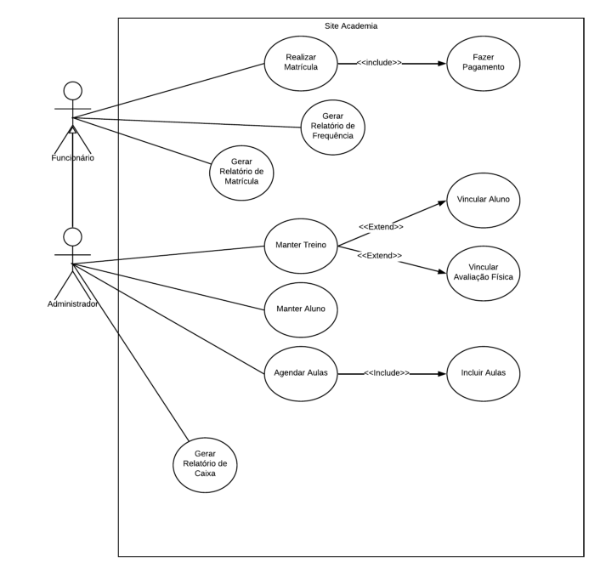 Site Academia
Realizar
Matrícula
<<include>>
Fazer
Pagamento
Gerar
Relatório de
Frequência
Funcionário
Gerar
Relatório de
Matrícula
Vincular Aluno
<<Extend>>
Manter Treino
<<Extend>>
Vincular
Avaliação Física
Administrador
Manter Aluno
Agendar Aulas
<<Include>>
Incluir Aulas
Gerar
Relatório de
Caixa